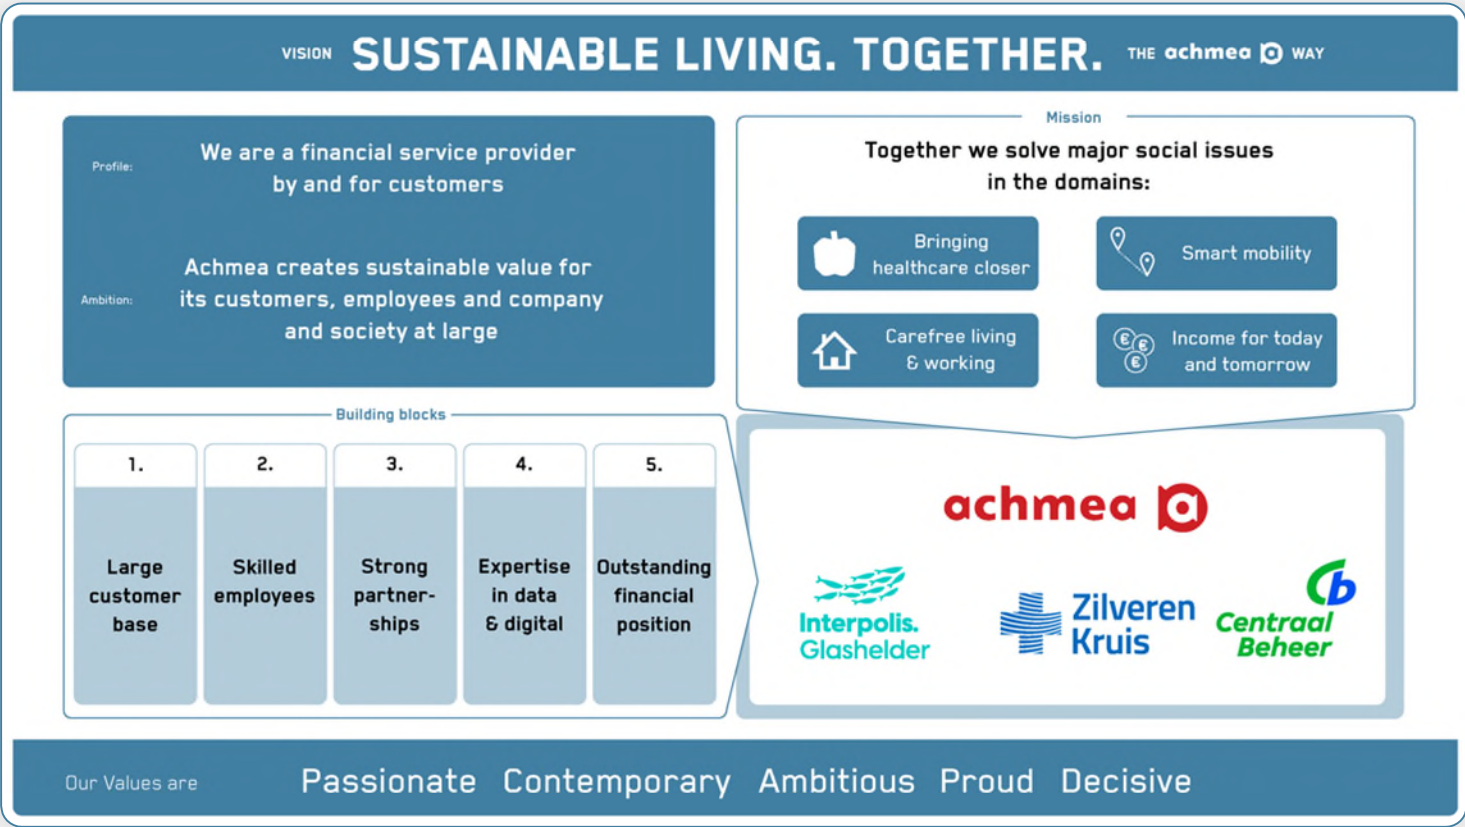 VISION SUSTAINABLE LIVING. TOGETHER. THE achmea WAY
Profile:
We are a financial service provider
by and for customers
Ambition:
Achmea creates sustainable value for
its customers, employees and company
and society at large
Mission
Together we solve major social issues
in the domains:
Bringing
healthcare closer
Smart mobility
Carefree living
& working
€ € €
Income for today
and tomorrow
Building blocks
1.
Large
customer
base
2.
Skilled
employees
3.
Strong
partner-
ships
4.
Expertise
in data
& digital
5.
Outstanding
financial
position
achmea
Interpolis.
Glashelder
Zilveren
Kruis
Cb
Centraal
Beheer
Our Values are Passionate Contemporary Ambitious Proud Decisive